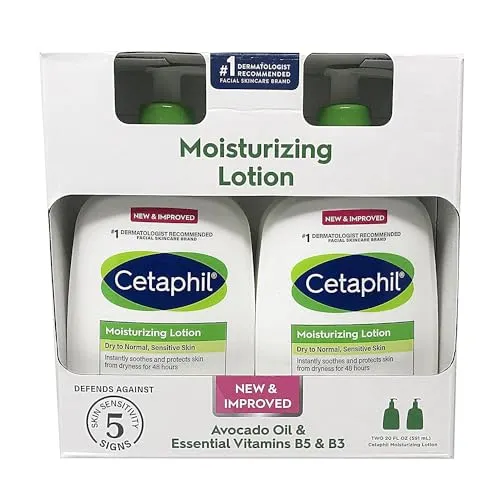 #1 DERMATOLOGIST
RECOMMENDED
FACIAL SKINCARE BRAND
Moisturizing
Lotion
NEW & IMPROVED
#1 DERMATOLOGIST RECOMMENDED
FACIAL SKINCARE BRAND
Cetaphil®
Moisturizing Lotion
Dry to Normal, Sensitive Skin
Instantly soothes and protects skin
from dryness for 48 hours
NEW & IMPROVED
#1 DERMATOLOGIST RECOMMENDED
FACIAL SKINCARE BRAND
Cetaphil®
Moisturizing Lotion
Dry to Normal, Sensitive Skin
Instantly soothes and protects skin
from dryness for 48 hours
DEFENDS AGAINST
5
SKIN SENSITIVITY
SIGNS
NEW &
IMPROVED
Avocado Oil &
Essential Vitamins B5 & B3
TWO 20 FL OZ (591 mL)
Cetaphil Moisturizing Lotion